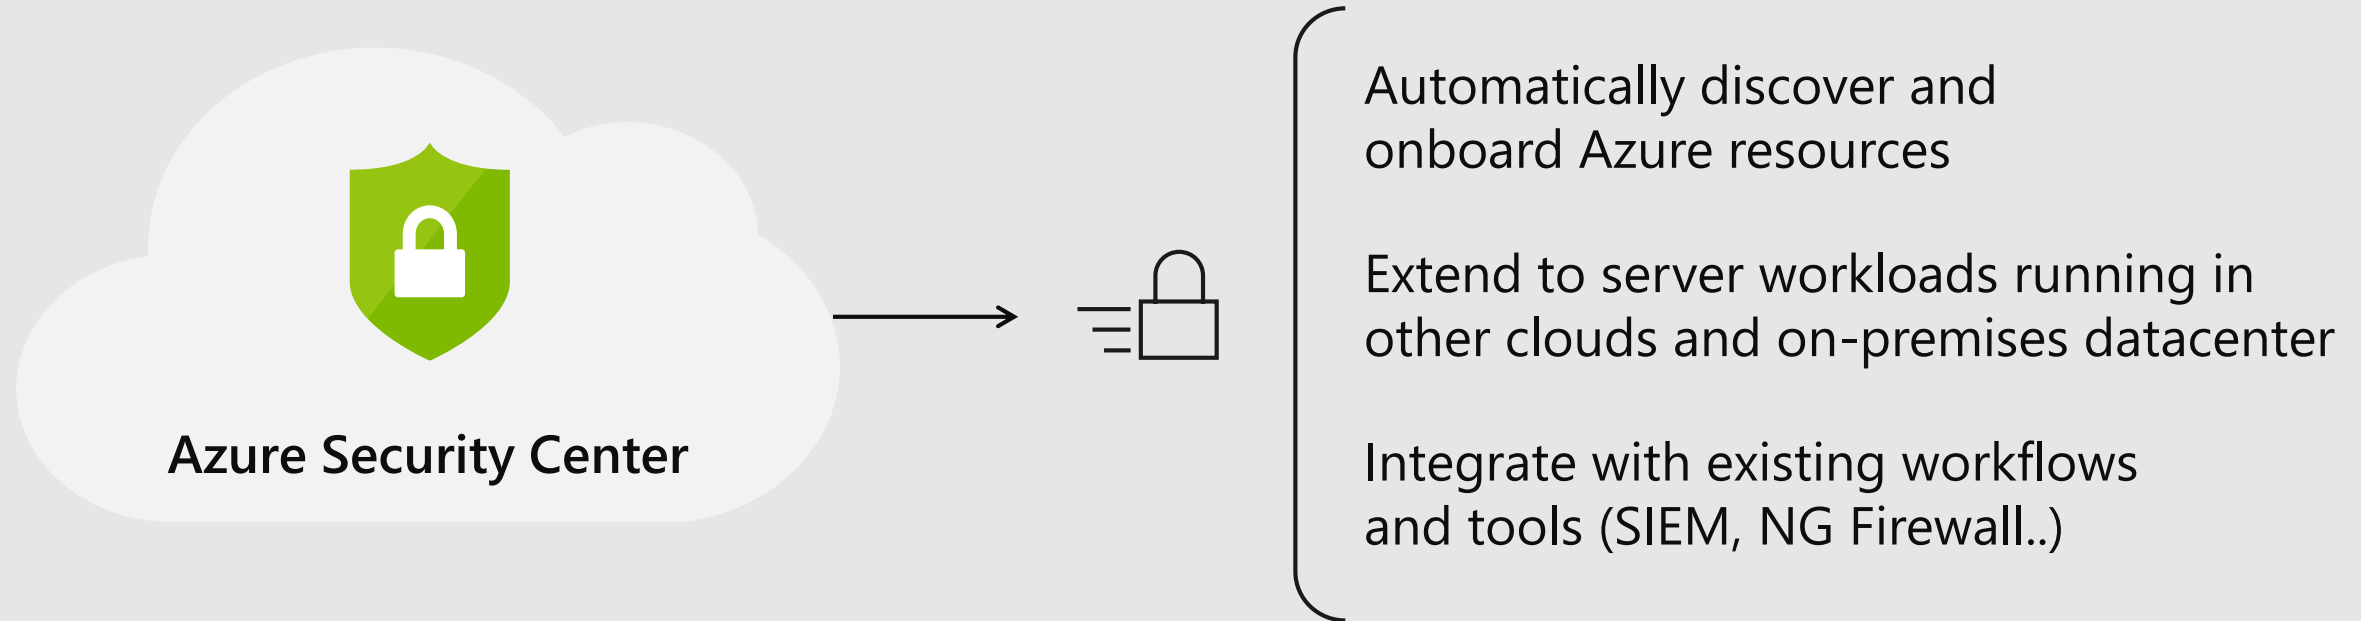 Azure Security Center
Automatically discover and
onboard Azure resources
Extend to server workloads running in
other clouds and on-premises datacenter
Integrate with existing workflows
and tools (SIEM, NG Firewall..)